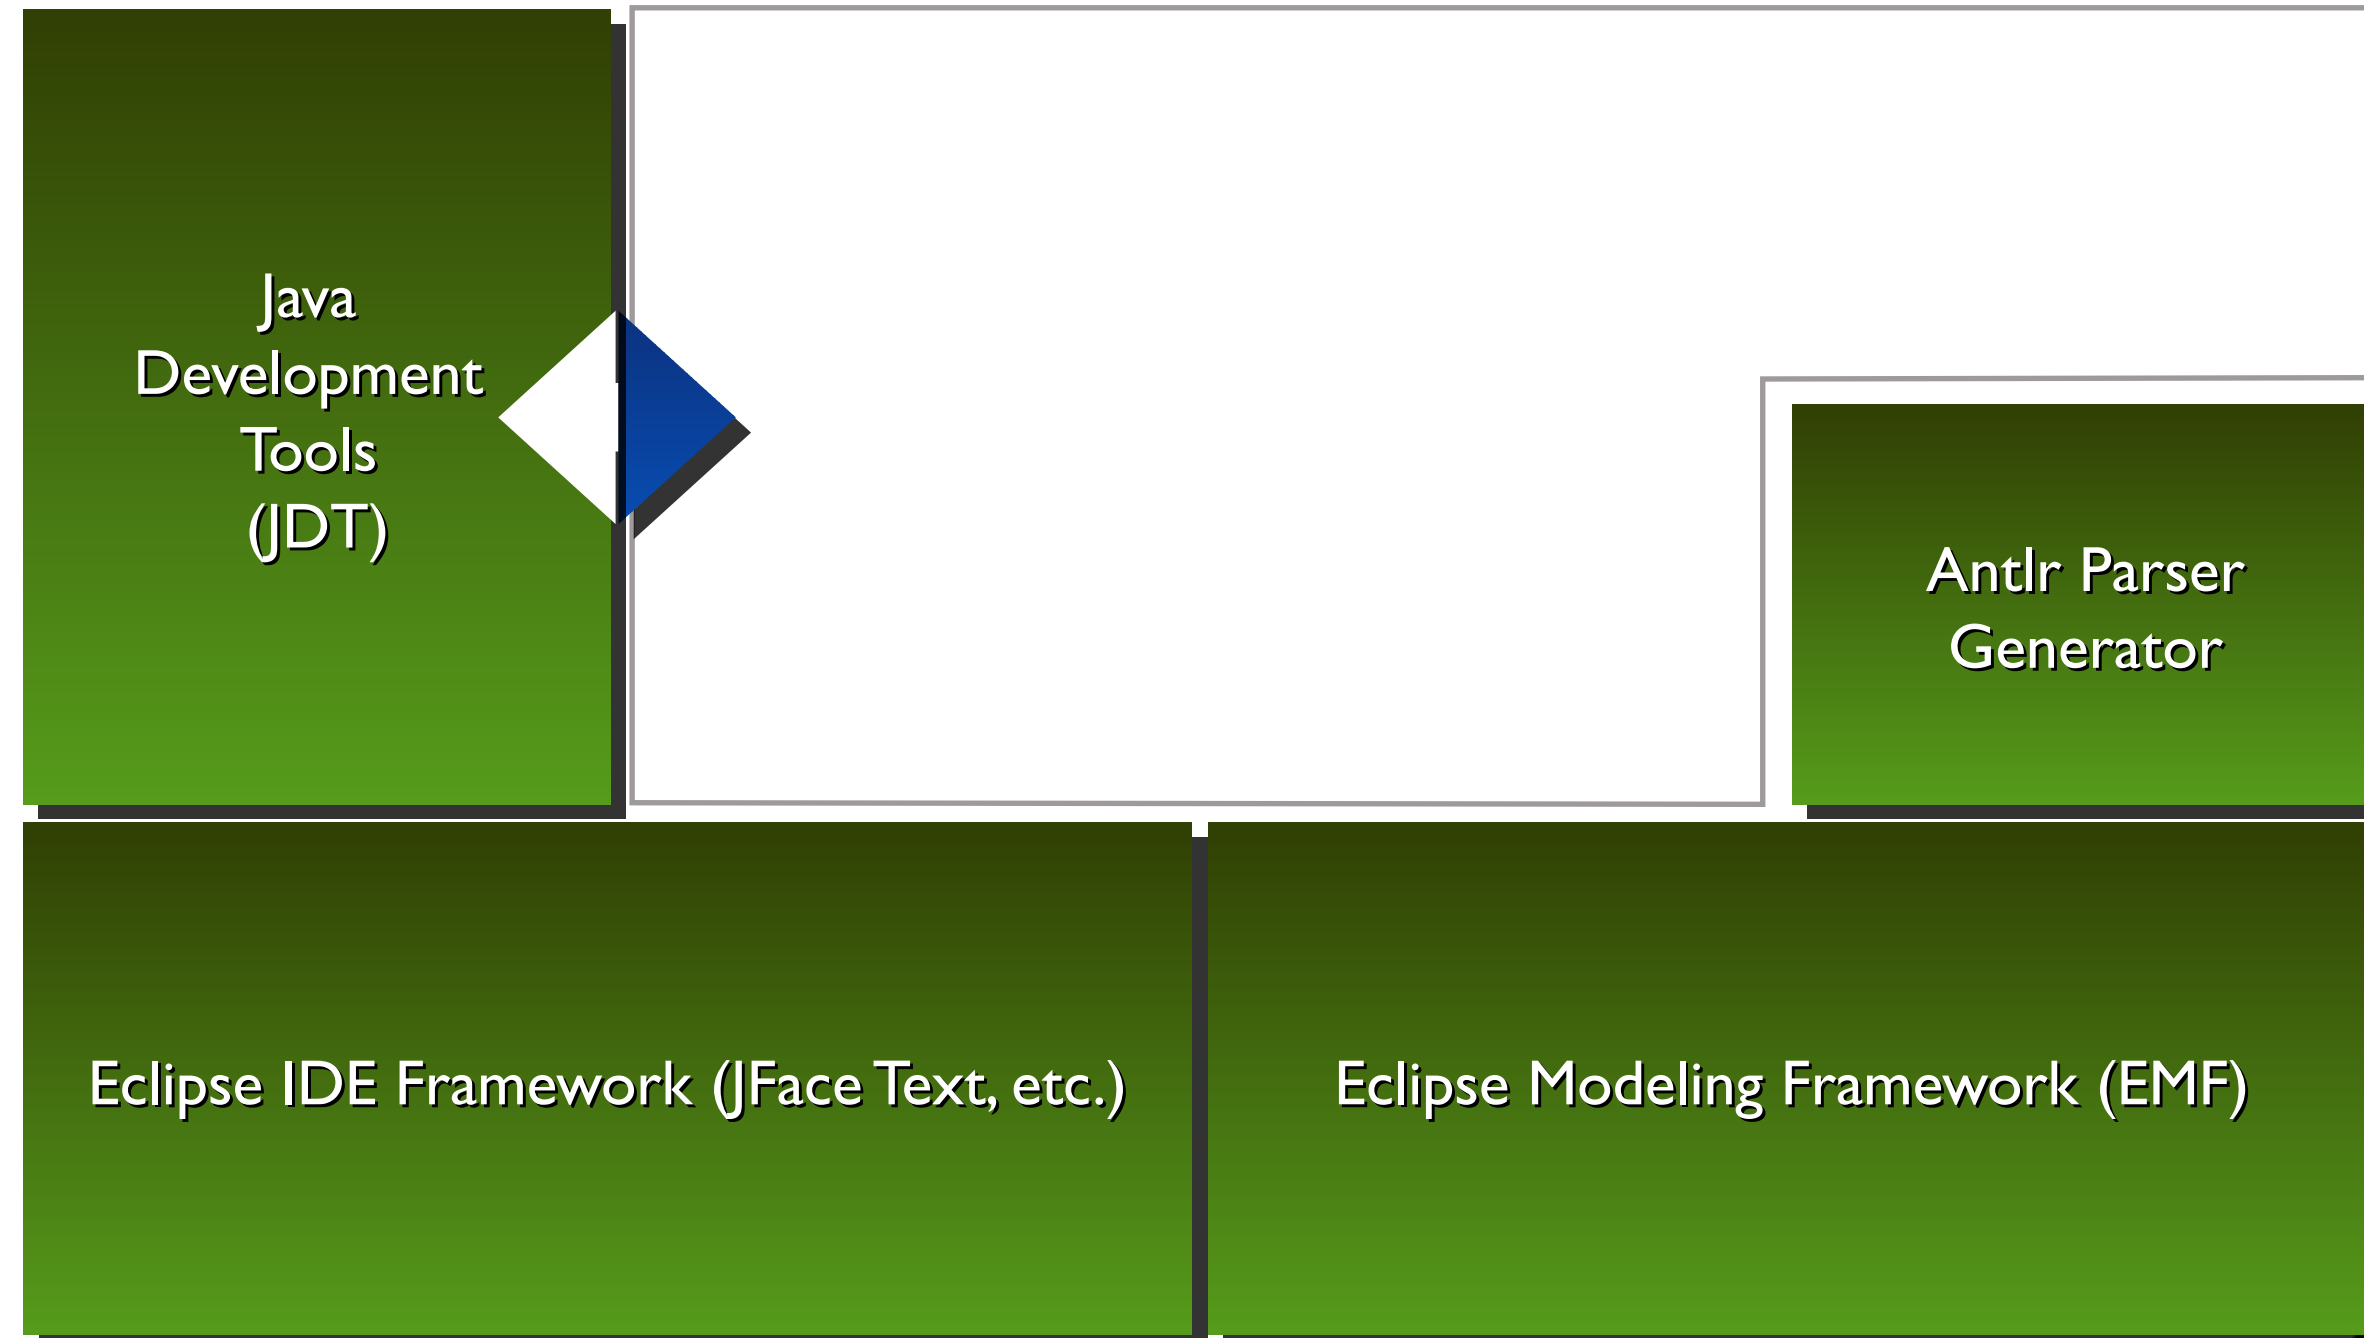 Java
Development
Tools
(JDT)
Antlr Parser
Generator
Eclipse IDE Framework (JFace Text, etc.)
Eclipse Modeling Framework (EMF)